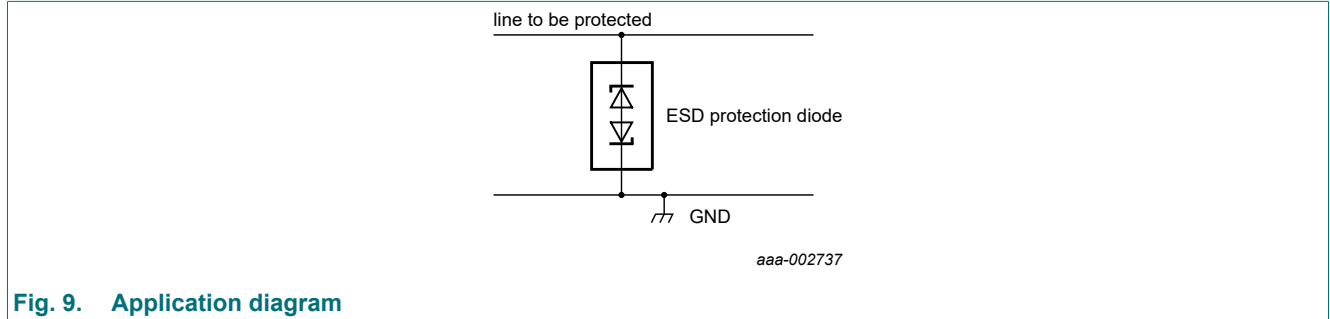 line to be protected
ESD protection diode
GND
aaa-002737
Fig. 9. Application diagram